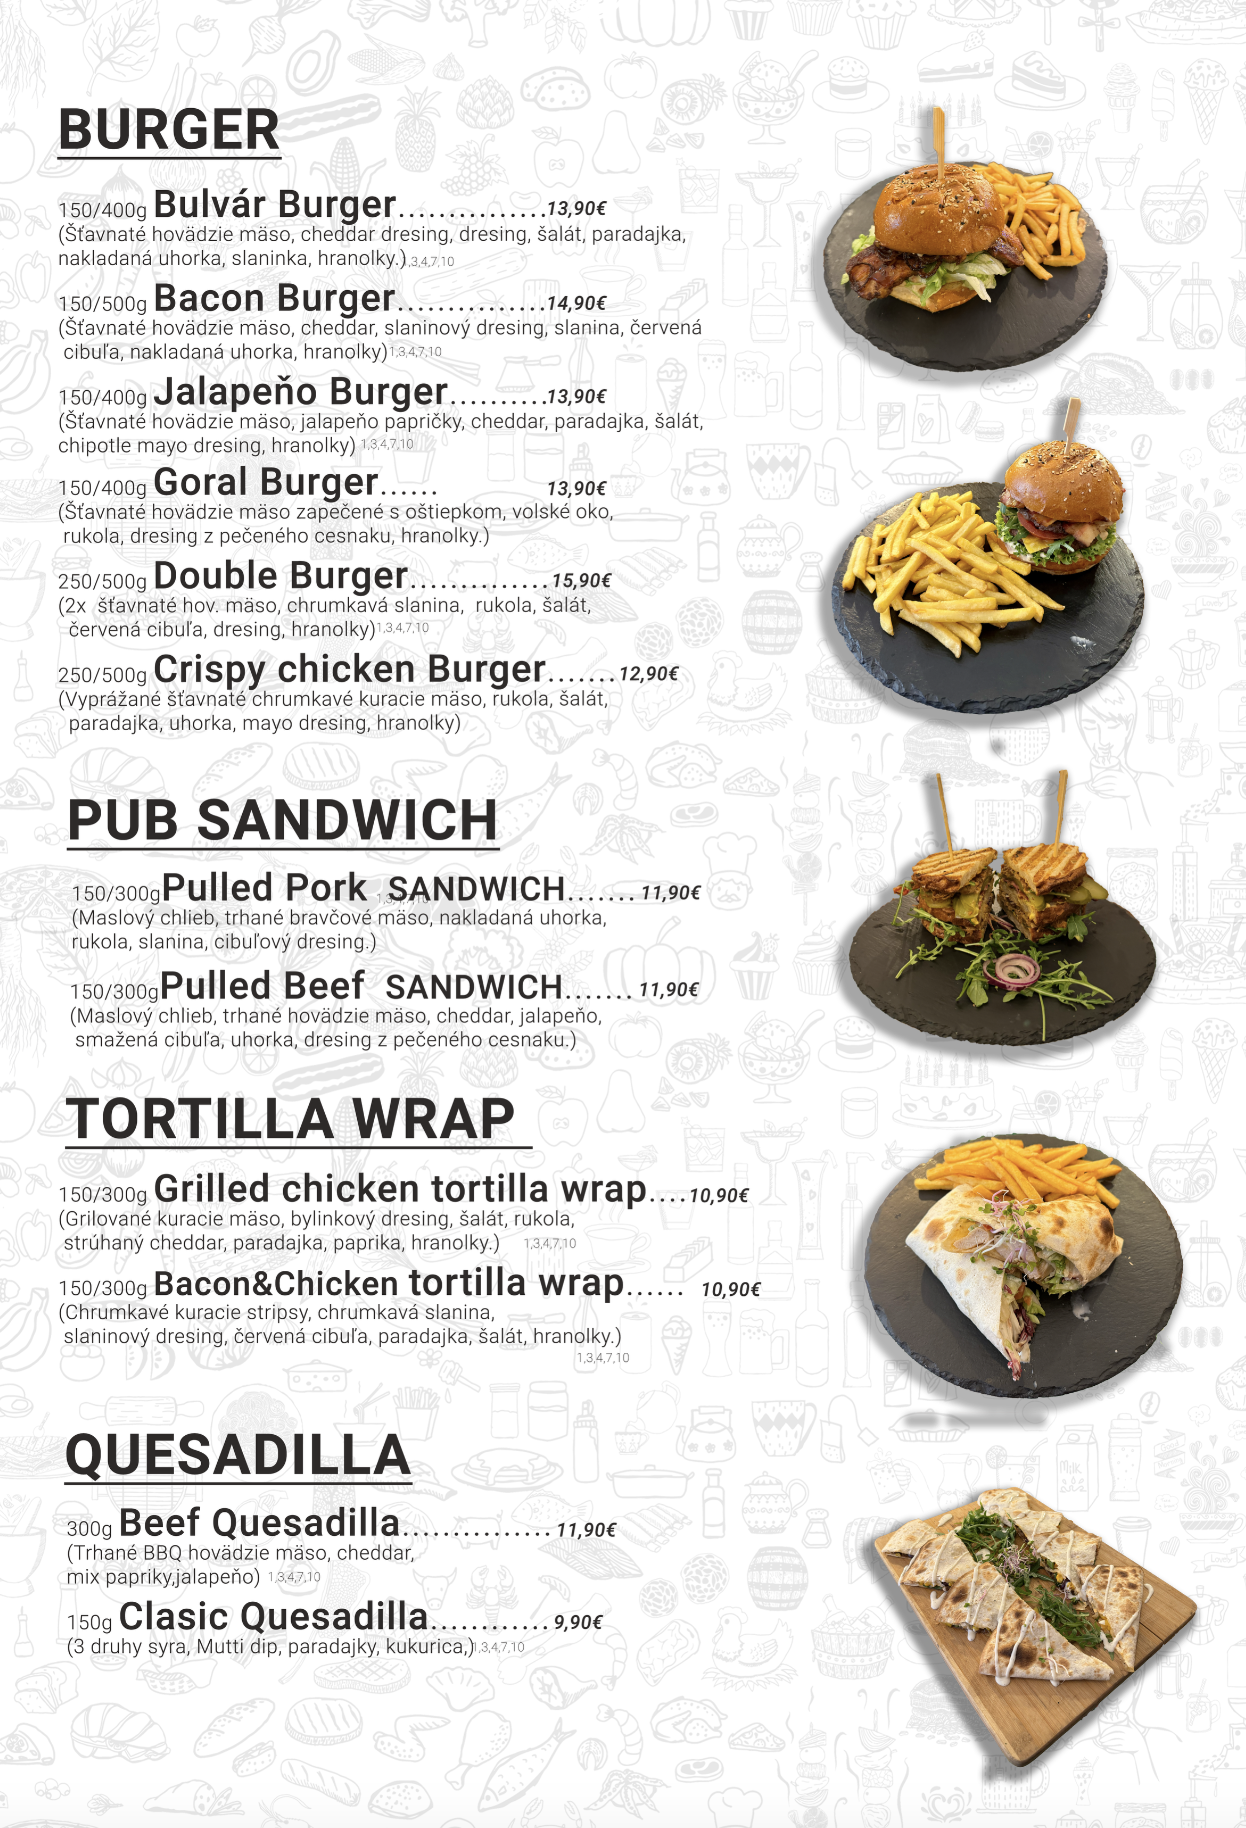 BURGER
150/400g Bulvár Burger...............13,90€
(Šťavnaté hovädzie mäso, cheddar dresing, dresing, šalát, paradajka,
nakladaná uhorka, slaninka, hranolky.),3,4,7,10
150/500g Bacon Burger...............14,90€
(Šťavnaté hovädzie mäso, cheddar, slaninový dresing, slanina, červená
cibuľa, nakladaná uhorka, hranolky)1,3,4,7,10
150/400g Jalapeňo Burger..........13,90€
(Šťavnaté hovädzie mäso, jalapeňo papričky, cheddar, paradajka, šalát,
chipotle mayo dresing, hranolky) 1,3,4,7,10
150/400g Goral Burger...... 13,90€
(Šťavnaté hovädzie mäso zapečené s oštiepkom, volské oko,
rukola, dresing z pečeného cesnaku, hranolky.)
250/500g Double Burger..............15,90€
(2x šťavnaté hov. mäso, chrumkavá slanina, rukola, šalát,
červená cibuľa, dresing, hranolky)1,3,4,7,10
250/500g Crispy chicken Burger.......12,90€
(Vyprážané šťavnaté chrumkavé kuracie mäso, rukola, šalát,
paradajka, uhorka, mayo dresing, hranolky)
PUB SANDWICH
150/300g Pulled Pork SANDWICH....... 11,90€
(Maslový chlieb, trhané bravčové mäso, nakladaná uhorka,
rukola, slanina, cibuľový dresing.)
150/300g Pulled Beef SANDWICH....... 11,90€
(Maslový chlieb, trhané hovädzie mäso, cheddar, jalapeňo,
smažená cibuľa, uhorka, dresing z pečeného cesnaku.)
TORTILLA WRAP
150/300g Grilled chicken tortilla wrap....10,90€
(Grilované kuracie mäso, bylinkový dresing, šalát, rukola,
strúhaný cheddar, paradajka, paprika, hranolky.) 1,3,4,7,10
150/300g Bacon&Chicken tortilla wrap...... 10,90€
(Chrumkavé kuracie stripsy, chrumkavá slanina,
slaninový dresing, červená cibuľa, paradajka, šalát, hranolky.)
1,3,4,7,10
QUESADILLA
300g Beef Quesadilla............... 11,90€
(Trhané BBQ hovädzie mäso, cheddar,
mix papriky,jalapeňo) 1,3,4,7,10
150g Clasic Quesadilla............ 9,90€
(3 druhy syra, Mutti dip, paradajky, kukurica,)1,3,4,7,10